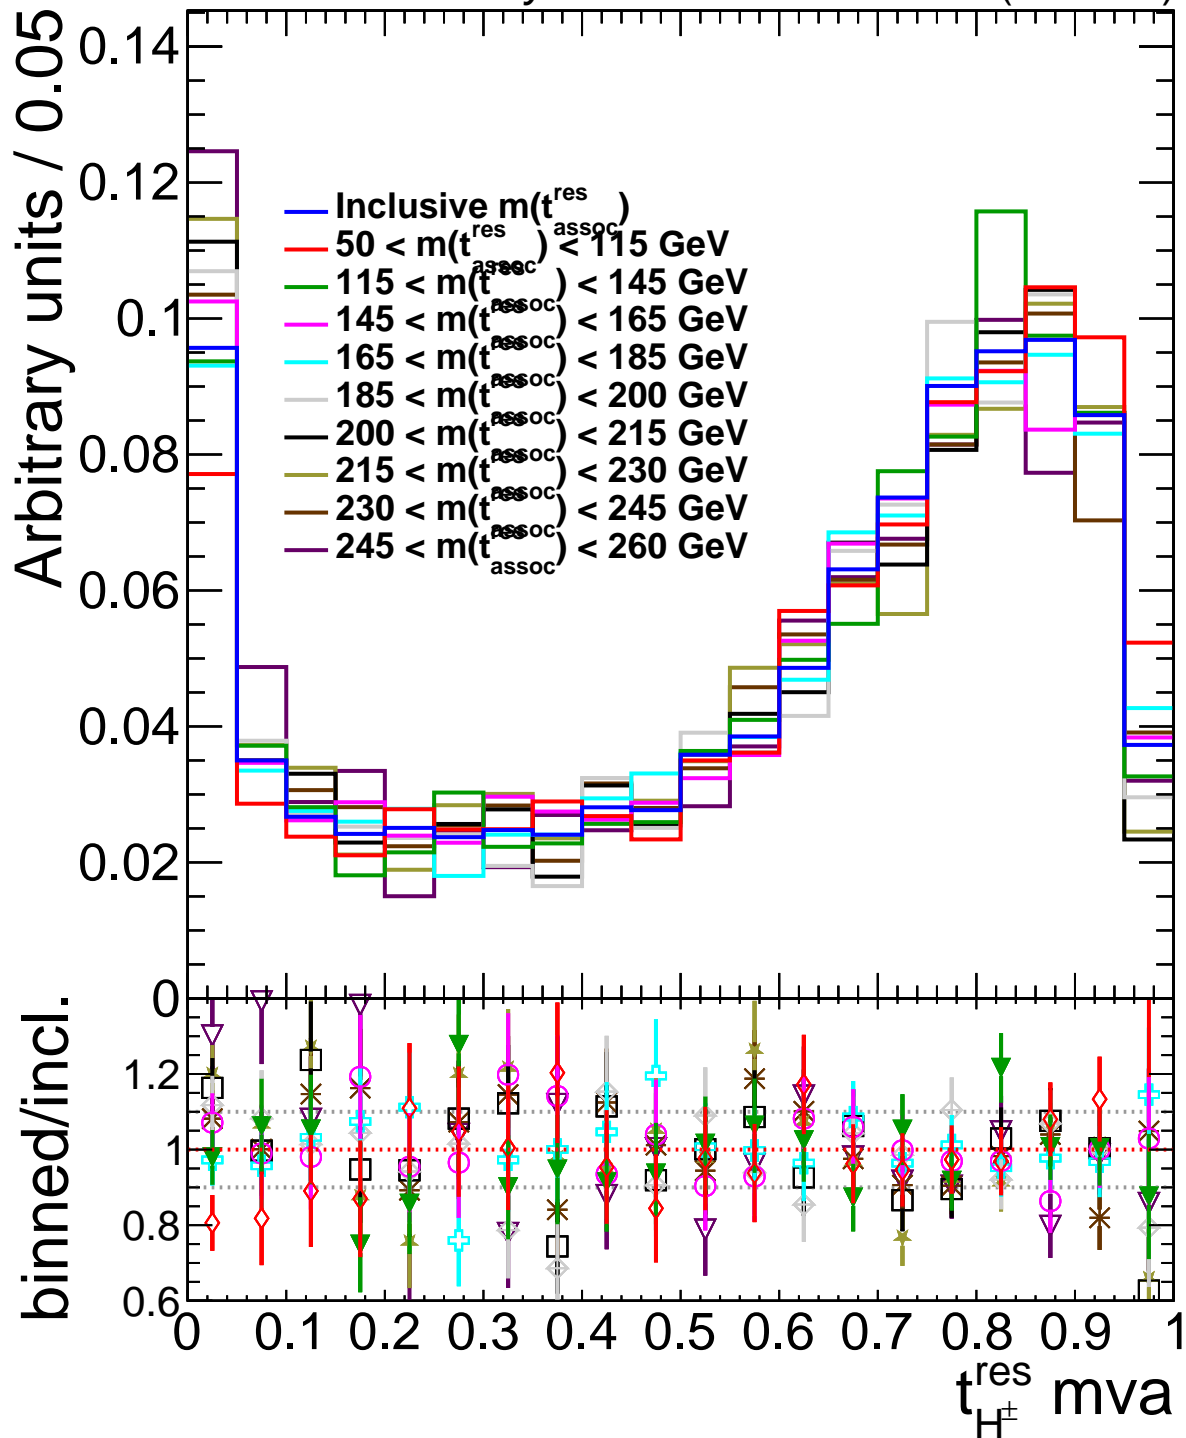 Arbitrary units / 0.05
0.14
0.12
0.1
0.08
0.06
0.04
0.02
0
Inclusive m(t^res_assoc)
50 < m(t^res_assoc) < 115 GeV
115 < m(t^res_assoc) < 145 GeV
145 < m(t^res_assoc) < 165 GeV
165 < m(t^res_assoc) < 185 GeV
185 < m(t^res_assoc) < 200 GeV
200 < m(t^res_assoc) < 215 GeV
215 < m(t^res_assoc) < 230 GeV
230 < m(t^res_assoc) < 245 GeV
245 < m(t^res_assoc) < 260 GeV
binned/incl.
1.2
1
0.8
0.6
0 0.1 0.2 0.3 0.4 0.5 0.6 0.7 0.8 0.9 1
t^res_H± mva